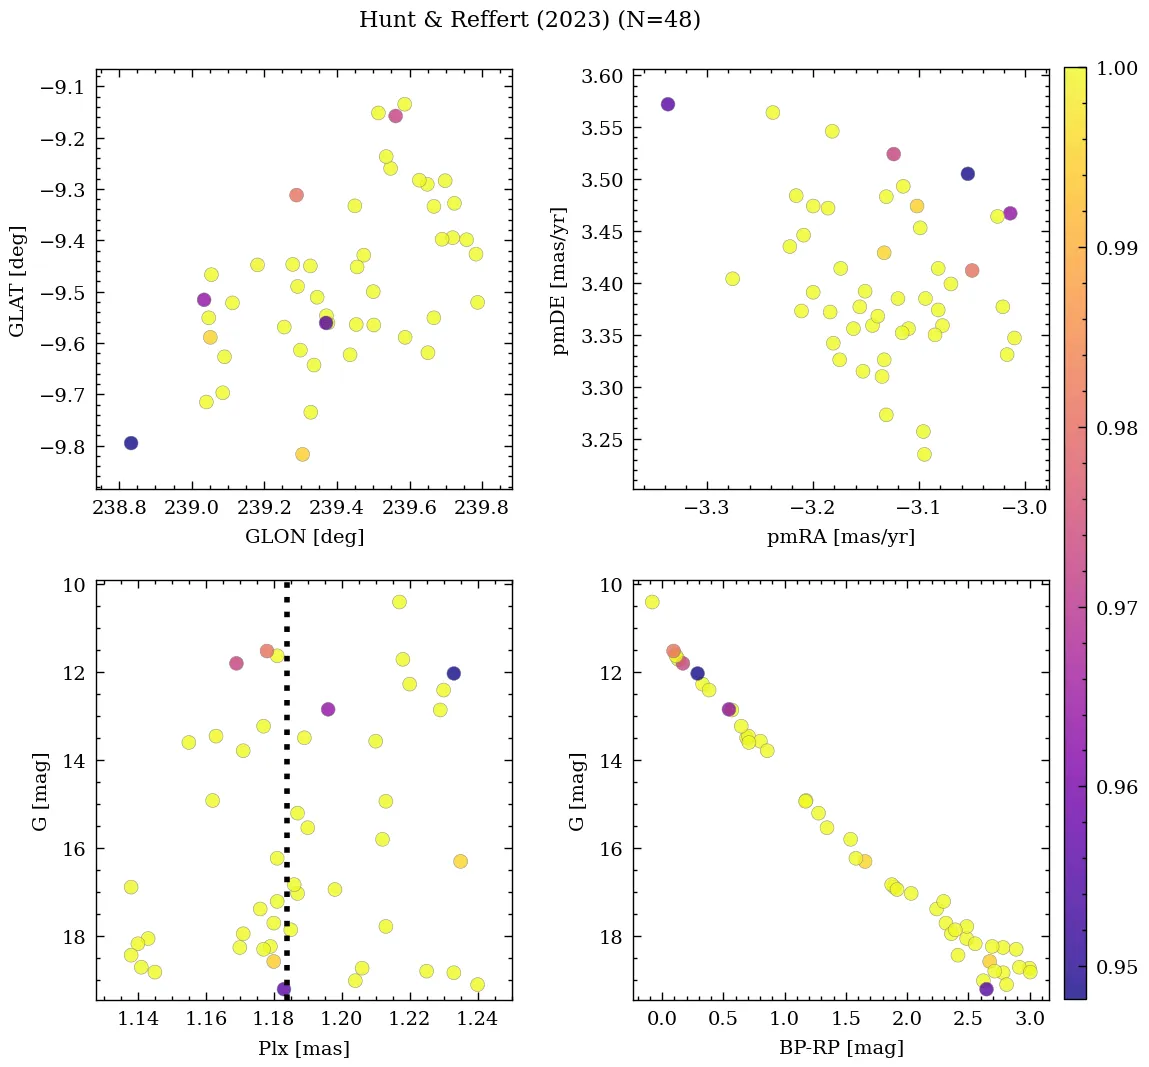 Hunt & Reffert (2023) (N=48)
−9.1
−9.2
−9.3
−9.4
−9.5
−9.6
−9.7
−9.8
GLAT [deg]
238.8 239.0 239.2 239.4 239.6 239.8
GLON [deg]
3.60
3.55
3.50
3.45
3.40
3.35
3.30
3.25
pmDE [mas/yr]
−3.3 −3.2 −3.1 −3.0
pmRA [mas/yr]
10
12
14
16
18
G [mag]
1.14 1.16 1.18 1.20 1.22 1.24
Plx [mas]
10
12
14
16
18
G [mag]
0.0 0.5 1.0 1.5 2.0 2.5 3.0
BP-RP [mag]
1.00
0.99
0.98
0.97
0.96
0.95